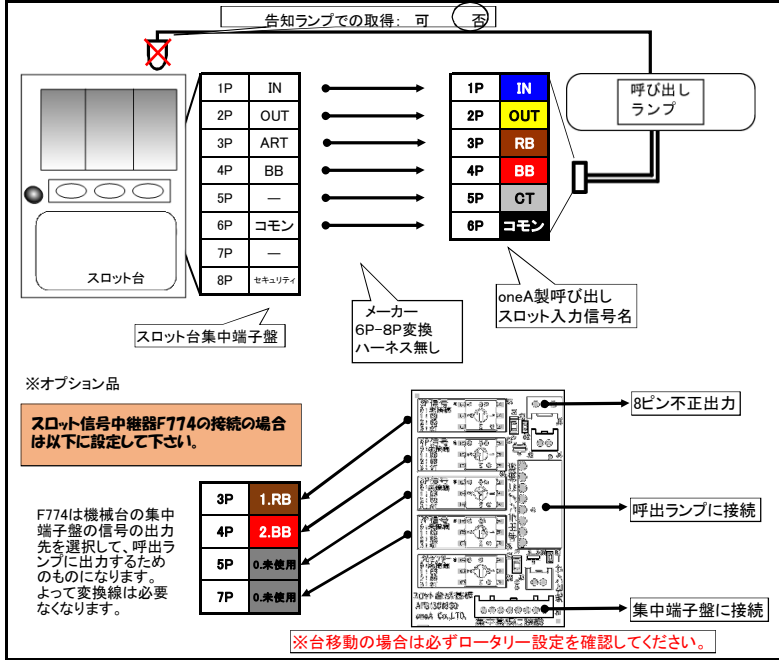 告知ランプでの取得: 可 否
呼び出し
ランプ
1P IN
2P OUT
3P ART
4P BB
5P ―
6P コモン
7P ―
8P セキュリティ
1P IN
2P OUT
3P RB
4P BB
5P CT
6P コモン
スロット台
スロット台集中端子盤
メーカー
6P-8P変換
ハーネス無し
oneA製呼び出し
スロット入力信号名
※オプション品
スロット信号中継器F774の接続の場合
は以下に設定して下さい。
F774は機械台の集中
端子盤の信号の出力
先を選択して、呼出ラ
ンプに出力するため
のものになります。
よって変換線は必要
なくなります。
3P 1.RB
4P 2.BB
5P 0.未使用
7P 0.未使用
8ピン不正出力
呼出ランプに接続
集中端子盤に接続
oneA Co.,LTD,
※台移動の場合は必ずロータリー設定を確認してください。